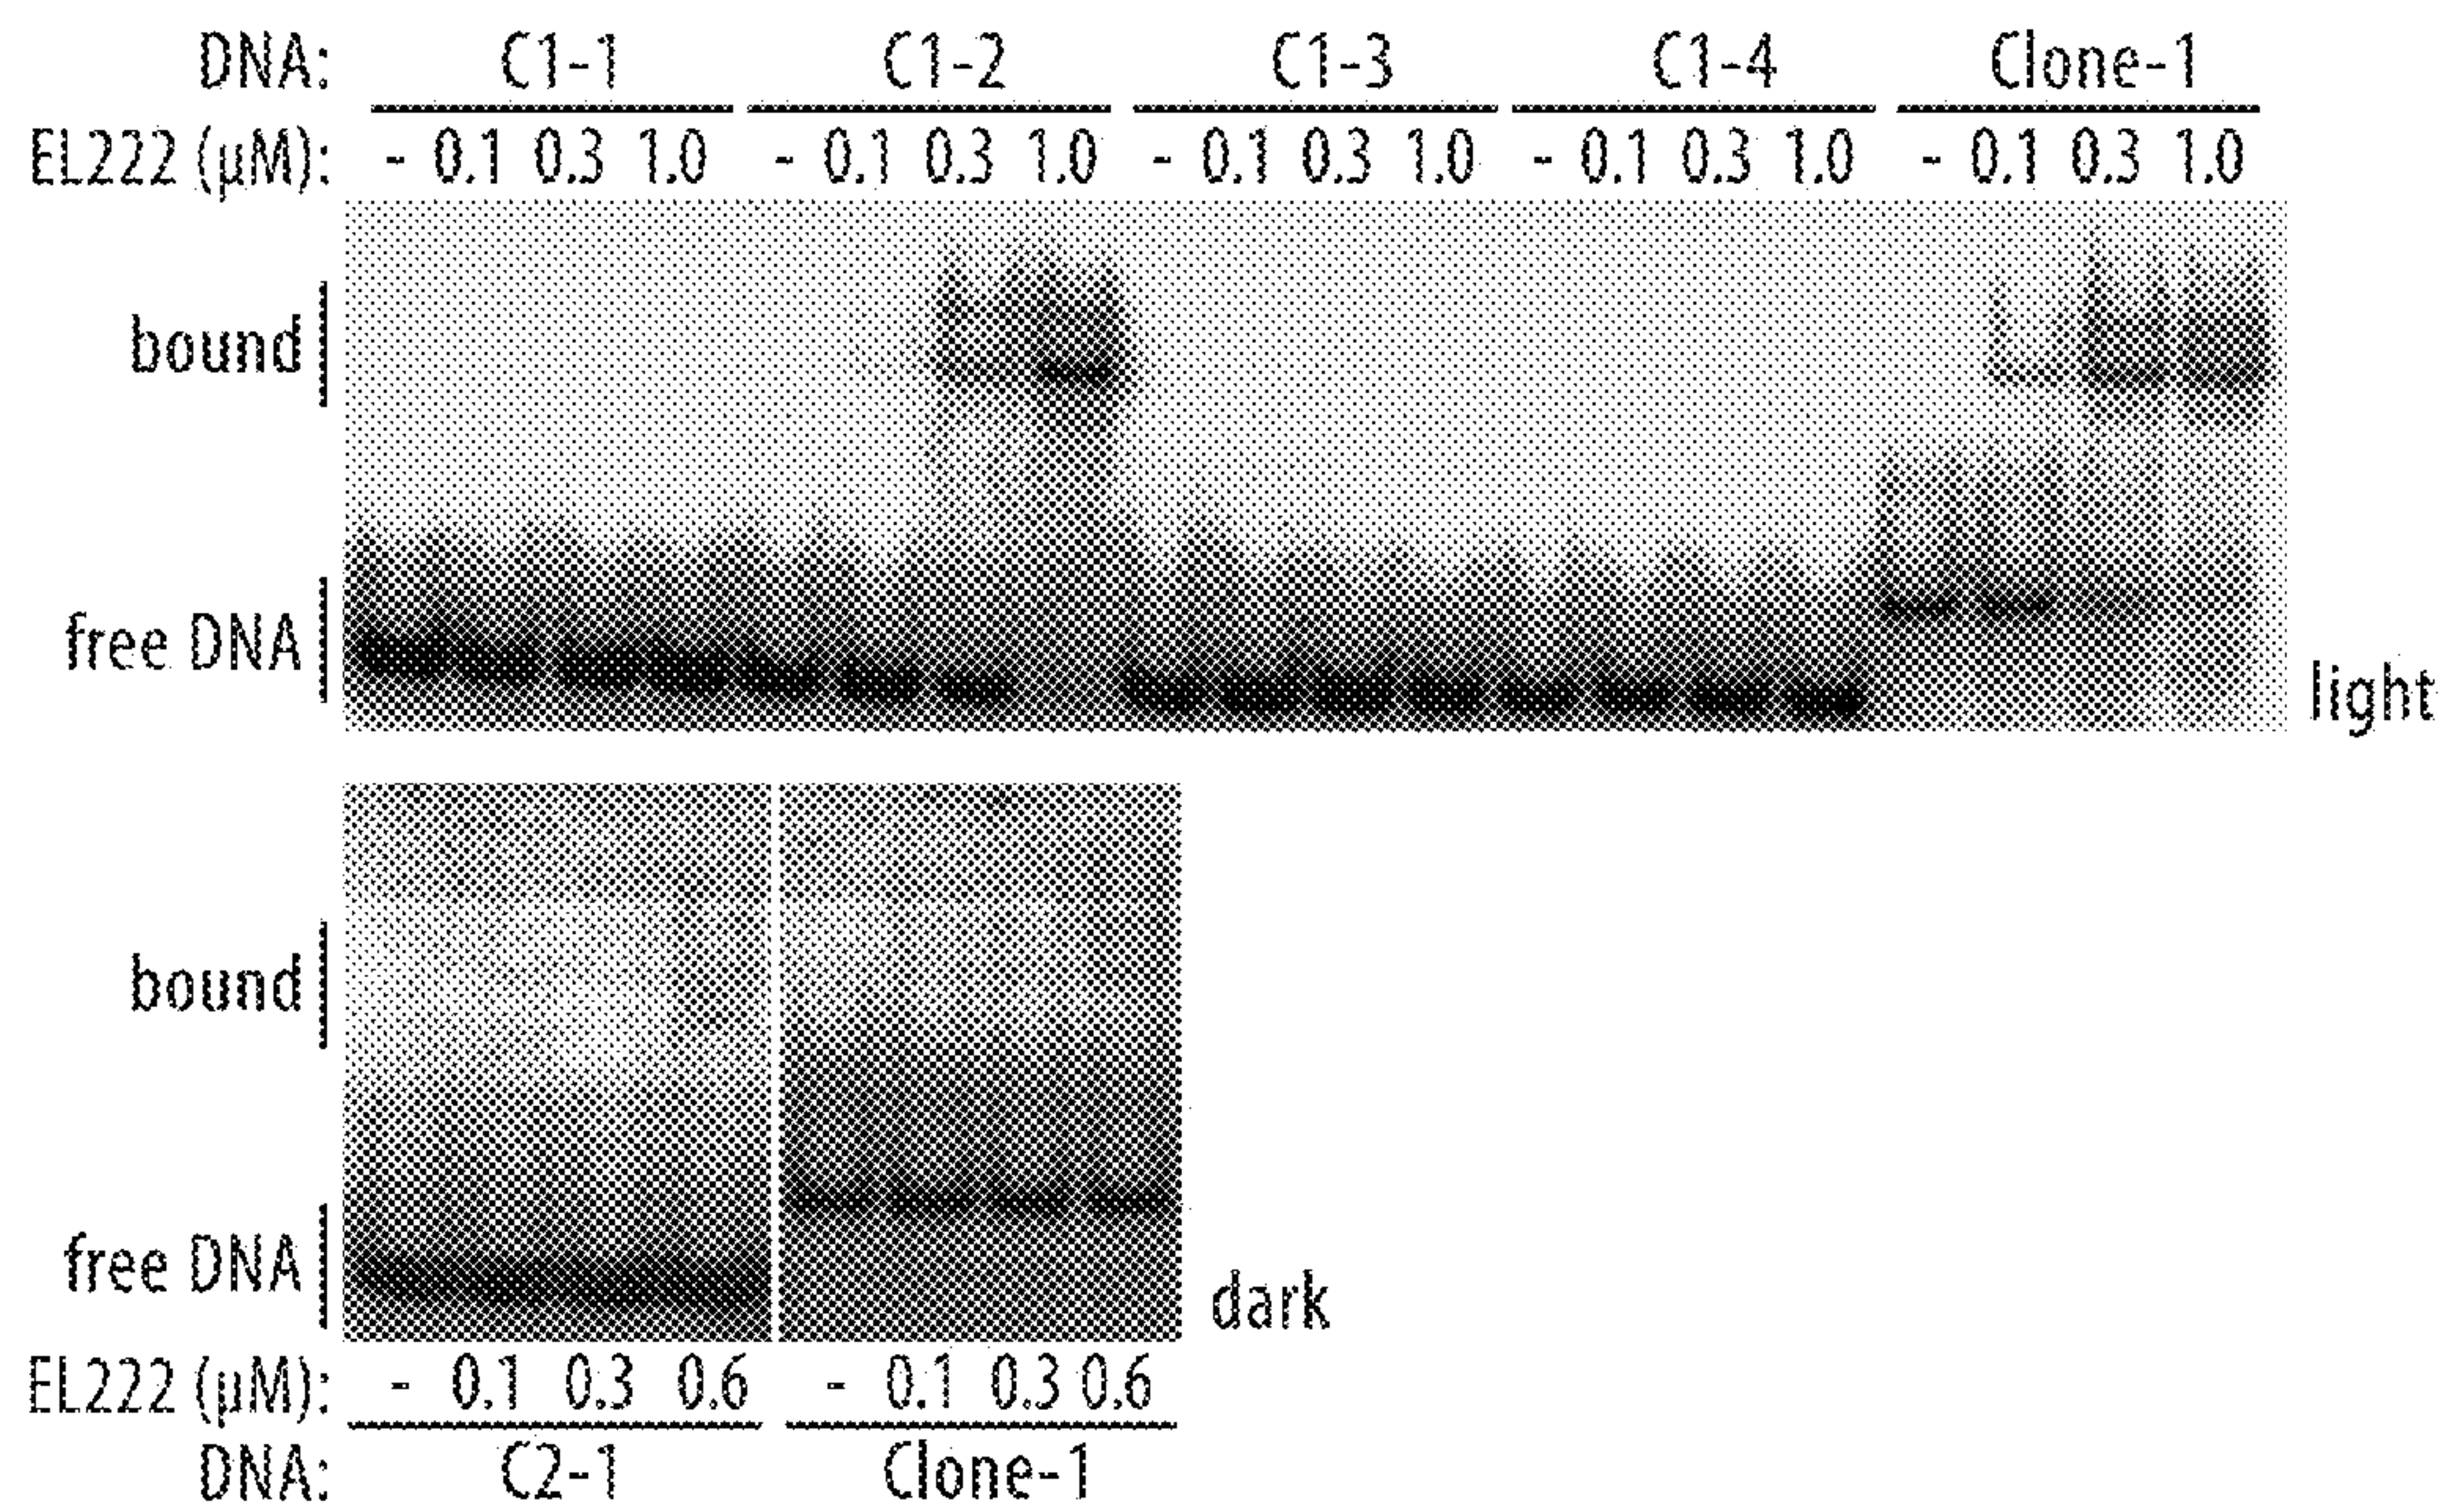 DNA: C1-1 C1-2 C1-3 C1-4 Clone-1
EL222 (µM): - 0.1 0.3 1.0 - 0.1 0.3 1.0 - 0.1 0.3 1.0 - 0.1 0.3 1.0 - 0.1 0.3 1.0
bound
free DNA
light
bound
free DNA
dark
EL222 (µM): - 0.1 0.3 0.6 - 0.1 0.3 0.6
DNA: C2-1 Clone-1